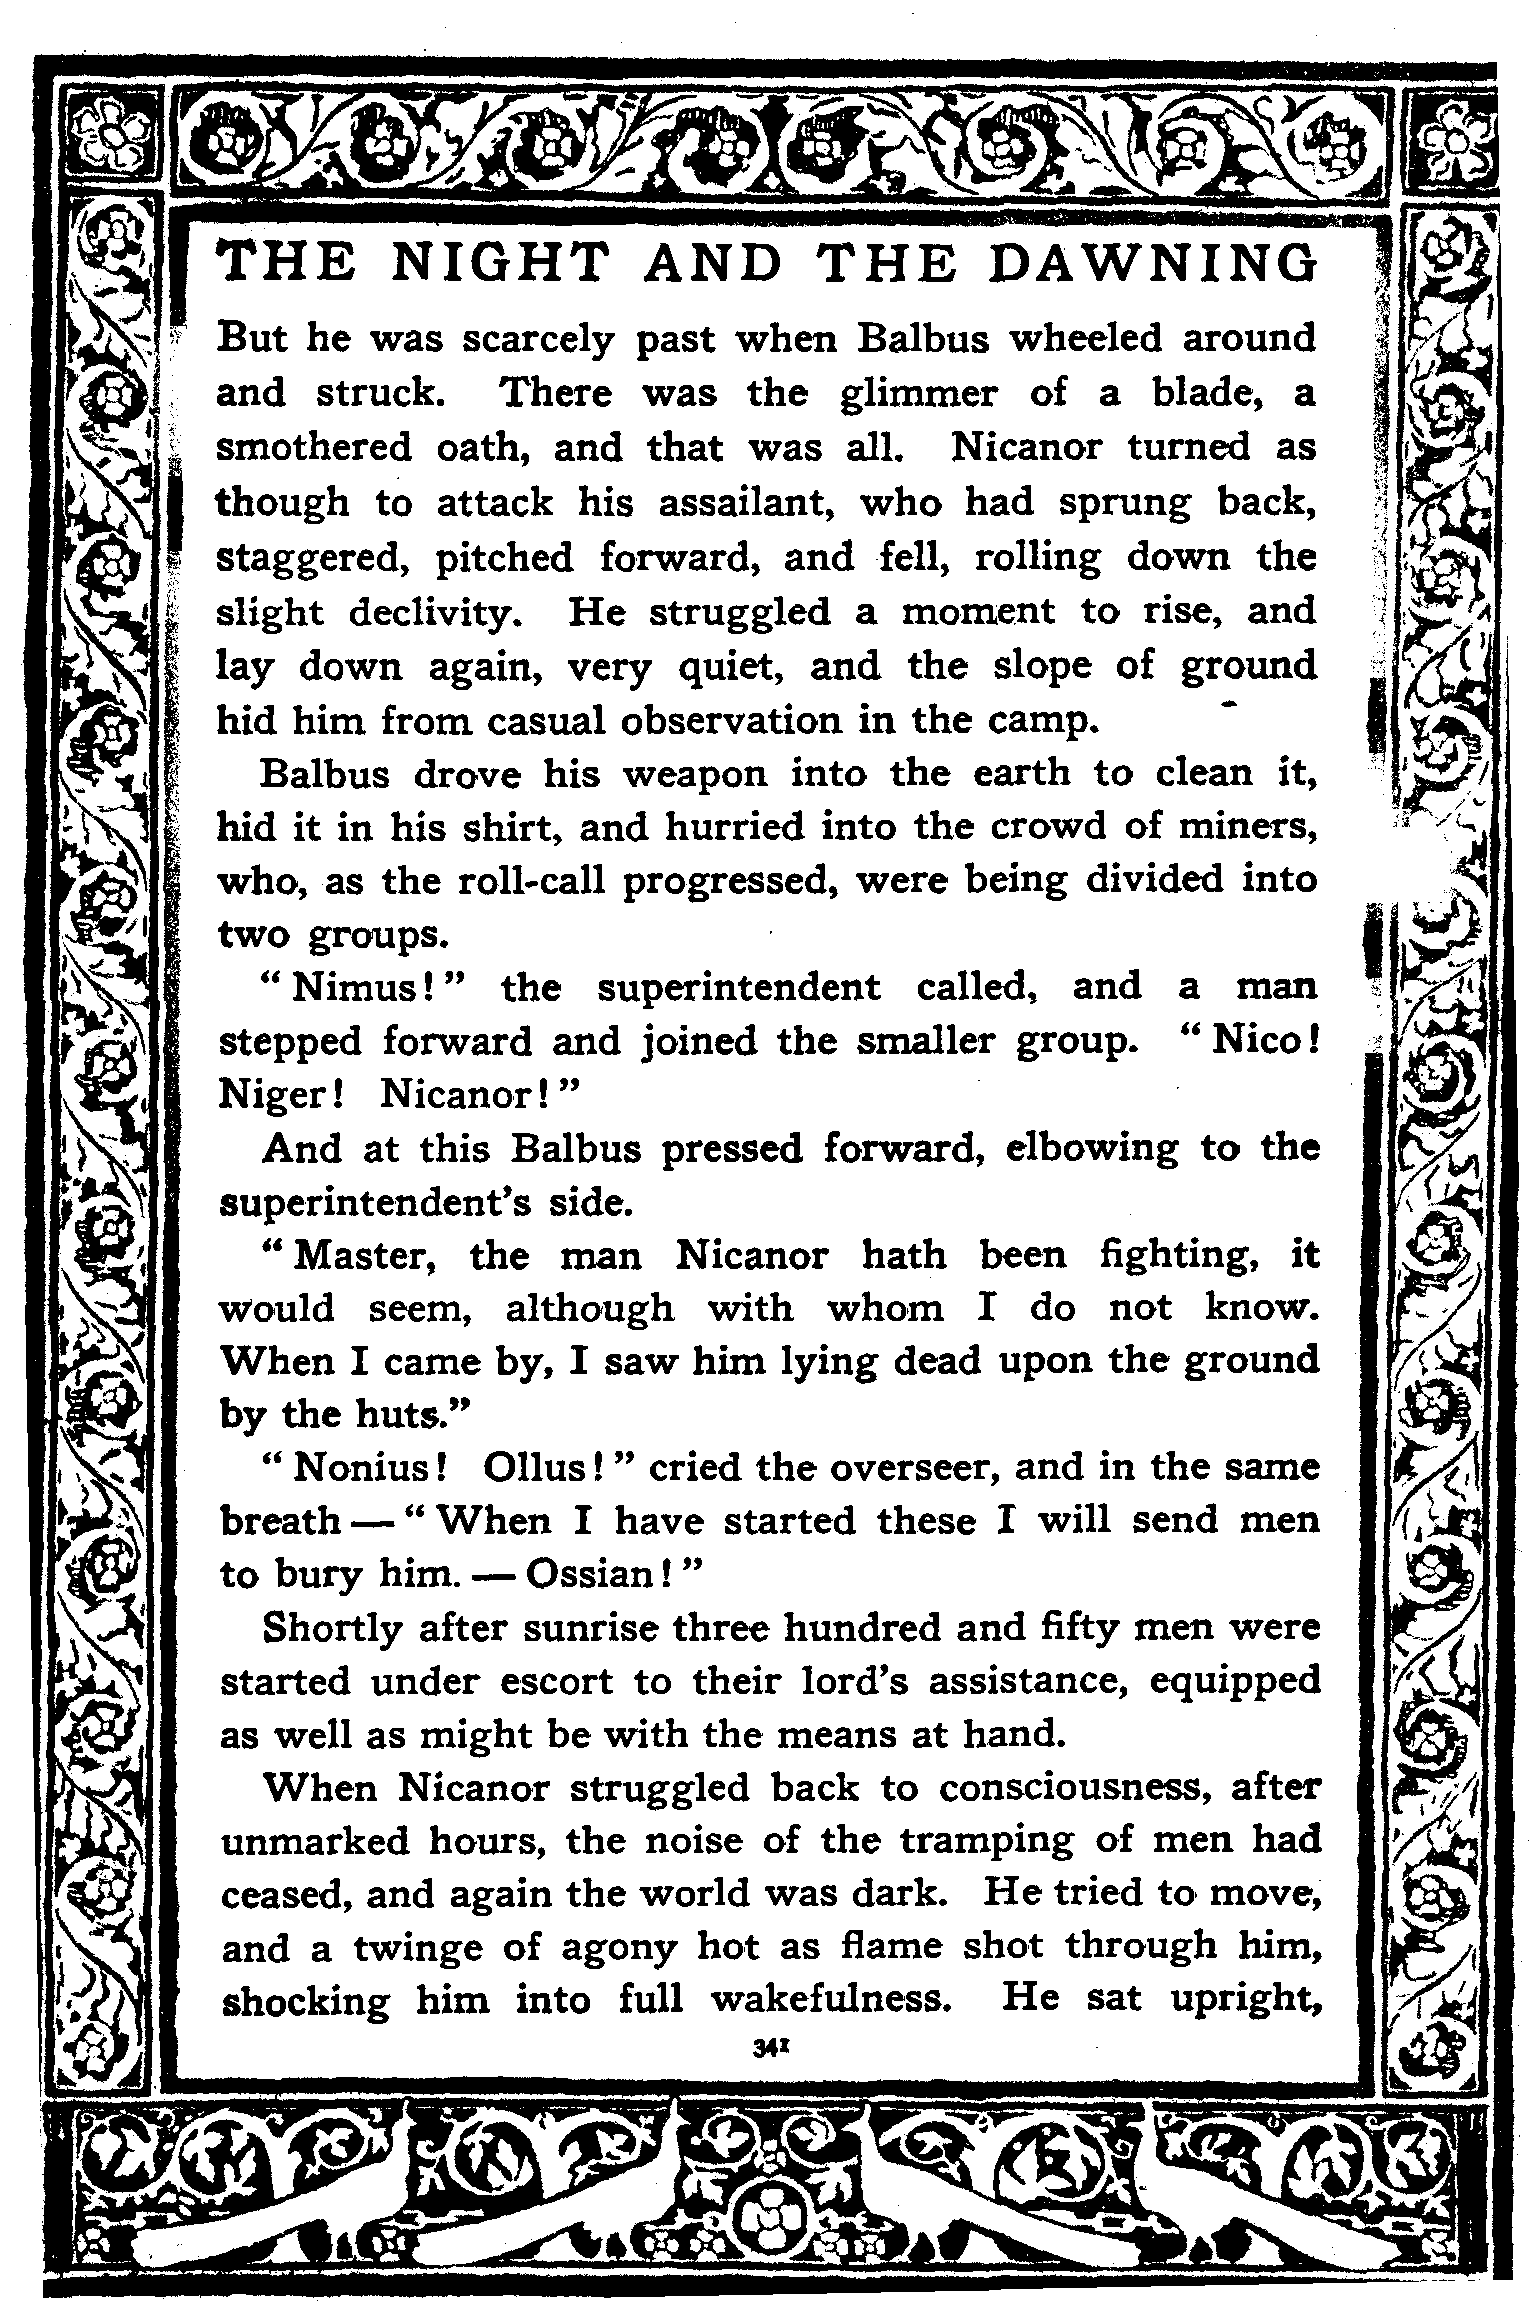 THE NIGHT AND THE DAWNING
But he was scarcely past when Balbus wheeled around
and struck. There was the glimmer of a blade, a
smothered oath, and that was all. Nicanor turned as
though to attack his assailant, who had sprung back,
staggered, pitched forward, and fell, rolling down the
slight declivity. He struggled a moment to rise, and
lay down again, very quiet, and the slope of ground
hid him from casual observation in the camp.
Balbus drove his weapon into the earth to clean it,
hid it in his shirt, and hurried into the crowd of miners,
who, as the roll-call progressed, were being divided into
two groups.
“Nimus!” the superintendent called, and a man
stepped forward and joined the smaller group. “Nico!
Niger! Nicanor!”
And at this Balbus pressed forward, elbowing to the
superintendent’s side.
“Master, the man Nicanor hath been fighting, it
would seem, although with whom I do not know.
When I came by, I saw him lying dead upon the ground
by the huts.”
“Nonius! Ollus!” cried the overseer, and in the same
breath — “When I have started these I will send men
to bury him. — Ossian!”
Shortly after sunrise three hundred and fifty men were
started under escort to their lord’s assistance, equipped
as well as might be with the means at hand.
When Nicanor struggled back to consciousness, after
unmarked hours, the noise of the tramping of men had
ceased, and again the world was dark. He tried to move,
and a twinge of agony hot as flame shot through him,
shocking him into full wakefulness. He sat upright,
341